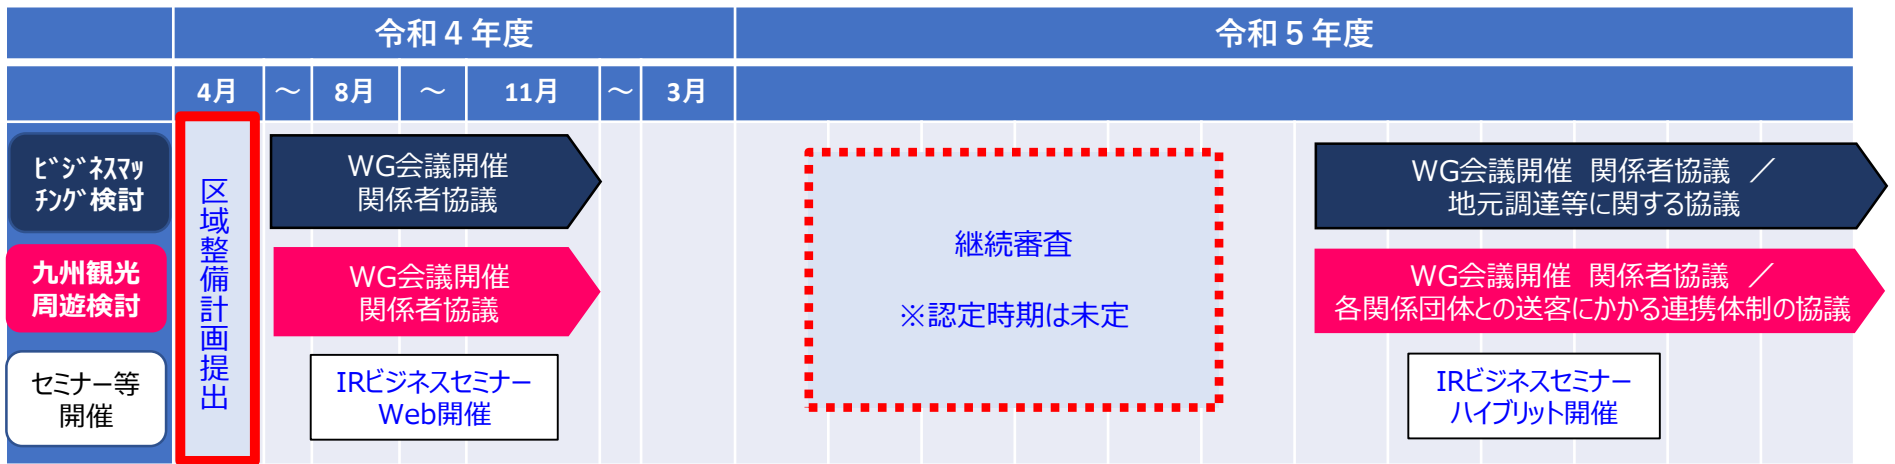 令和４年度
令和５年度
4月
～
8月
～
11月
～
3月
ﾋﾞｼﾞﾈｽﾏｯ
ﾁﾝｸﾞ検討
区域整備計画提出
WG会議開催
関係者協議
WG会議開催 関係者協議 ／
地元調達等に関する協議
継続審査
※認定時期は未定
九州観光
周遊検討
WG会議開催
関係者協議
WG会議開催 関係者協議 ／
各関係団体との送客にかかる連携体制の協議
セミナー等
開催
IRビジネスセミナー
Web開催
IRビジネスセミナー
ハイブリット開催